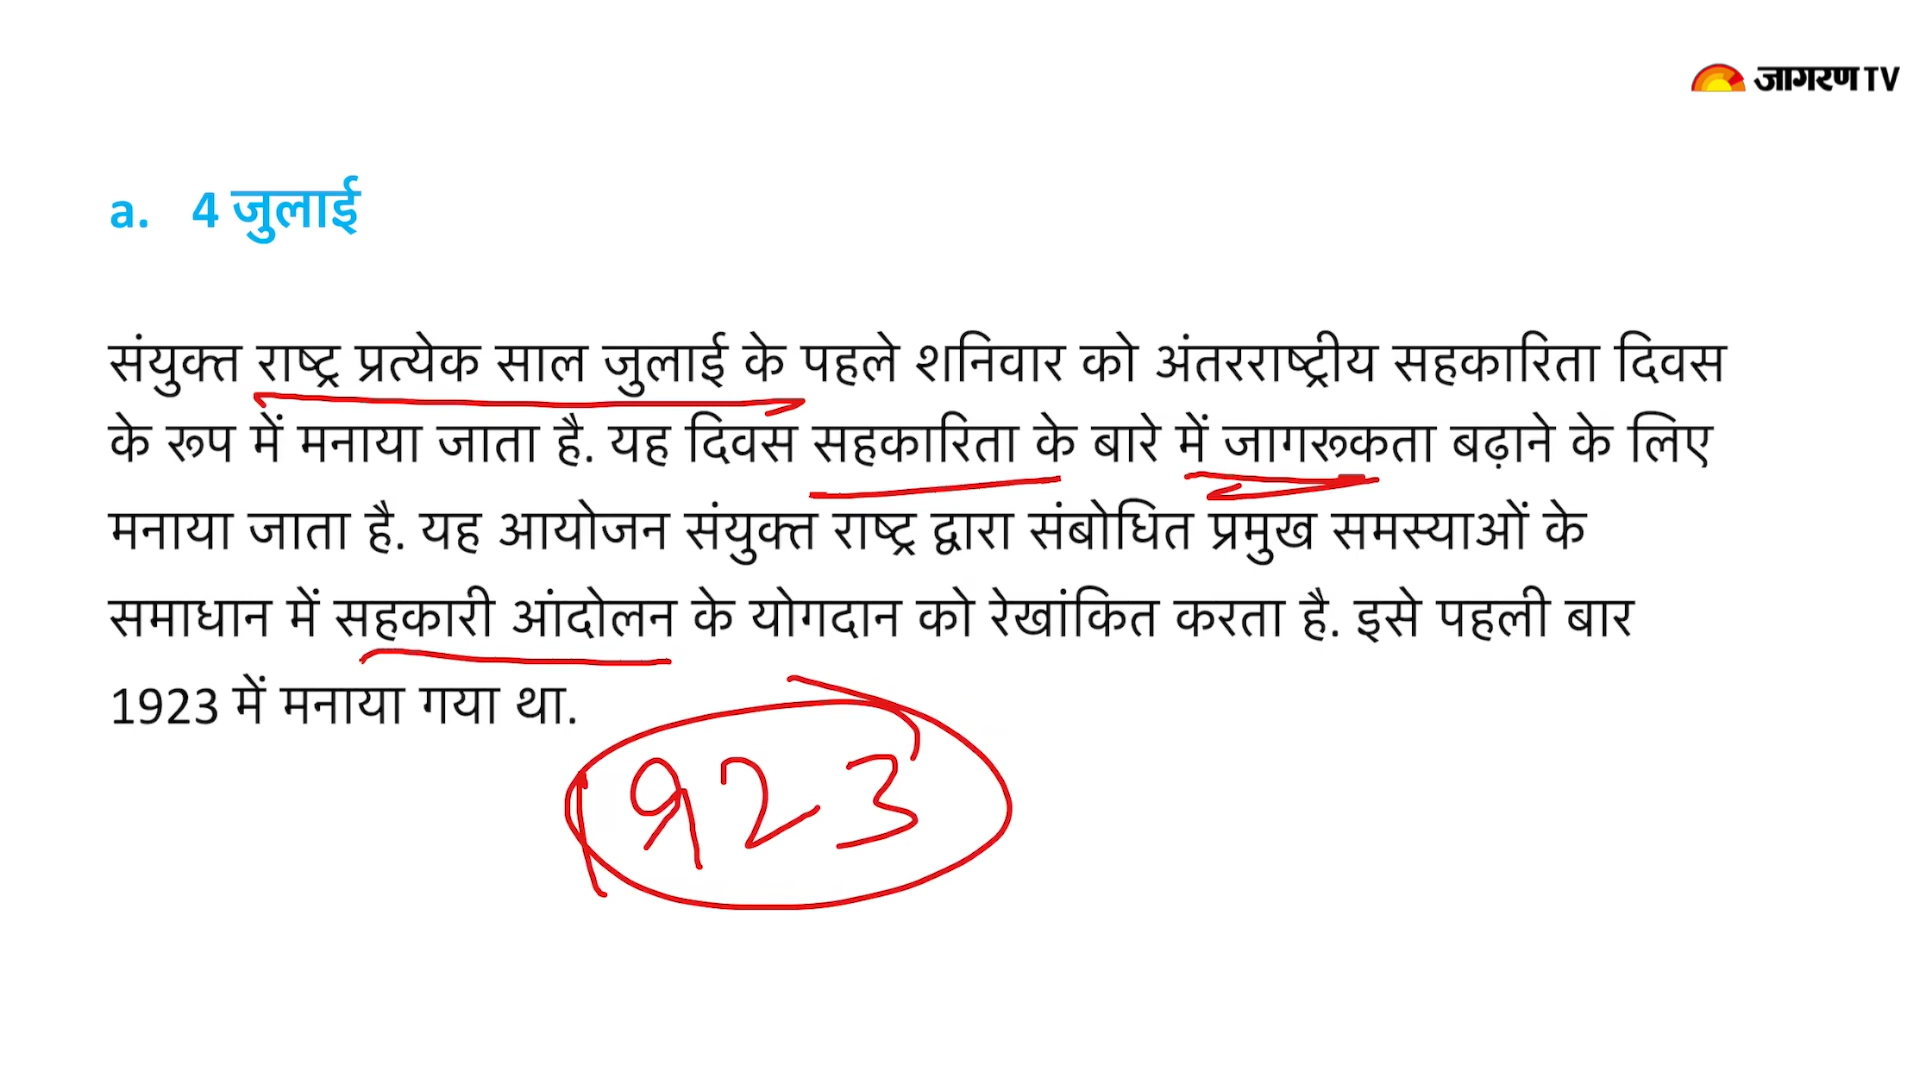 जागरण TV
a. 4 जुलाई
संयुक्त राष्ट्र प्रत्येक साल जुलाई के पहले शनिवार को अंतरराष्ट्रीय सहकारिता दिवस
के रूप में मनाया जाता है. यह दिवस सहकारिता के बारे में जागरूकता बढ़ाने के लिए
मनाया जाता है. यह आयोजन संयुक्त राष्ट्र द्वारा संबोधित प्रमुख समस्याओं के
समाधान में सहकारी आंदोलन के योगदान को रेखांकित करता है. इसे पहली बार
1923 में मनाया गया था.
1923